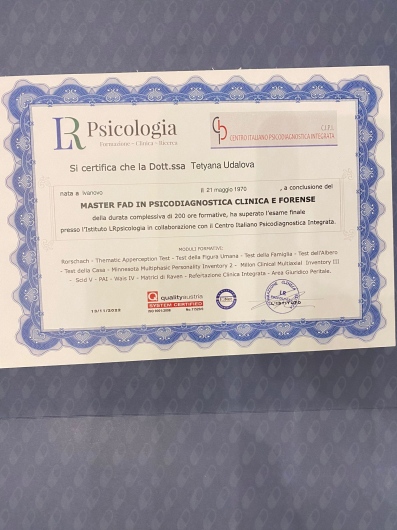 LR Psicologia
Formazione - Clinica - Ricerca
C.I.P.I.
CENTRO ITALIANO PSICODIAGNOSTICA INTEGRATA
Si certifica che la Dott.ssa Tetyana Udalova
nata a Ivanovo il 21 maggio 1970 , a conclusione del
MASTER FAD IN PSICODIAGNOSTICA CLINICA E FORENSE
della durata complessiva di 200 ore formative, ha superato l'esame finale
presso l'Istituto LRpsicologia in collaborazione con il Centro Italiano Psicodiagnostica Integrata.
MODULI FORMATIVI:
Rorschach - Thematic Apperception Test - Test della Figura Umana - Test della Famiglia - Test dell'Albero
- Test della Casa - Minnesota Multiphasic Personality Inventory 2 - Millon Clinical Multiaxial Inventory III
- Scid V - PAI - Wais IV - Matrici di Raven - Refertazione Clinica Integrata - Area Giuridico Peritale.
qualityaustria
SYSTEM CERTIFIED
ISO 9001:2008
LR